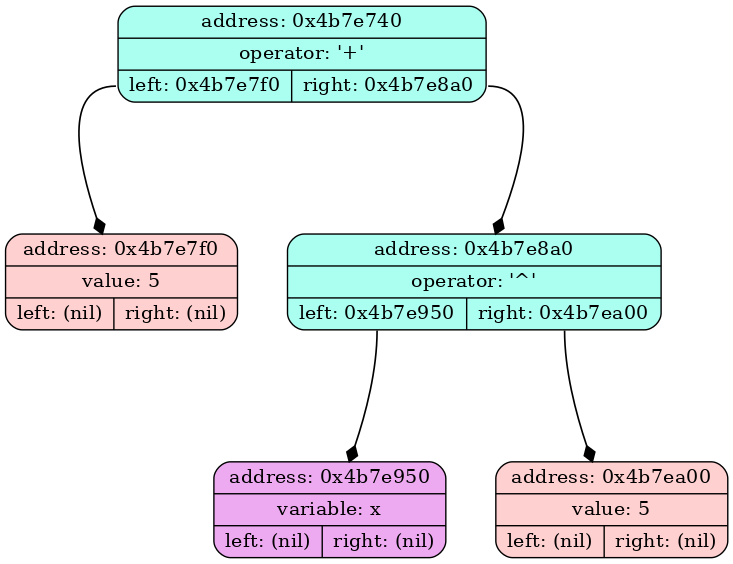 address: 0x4b7e740
operator: '+'
left: 0x4b7e7f0 right: 0x4b7e8a0
address: 0x4b7e7f0
value: 5
left: (nil) right: (nil)
address: 0x4b7e8a0
operator: '^'
left: 0x4b7e950 right: 0x4b7ea00
address: 0x4b7e950
variable: x
left: (nil) right: (nil)
address: 0x4b7ea00
value: 5
left: (nil) right: (nil)